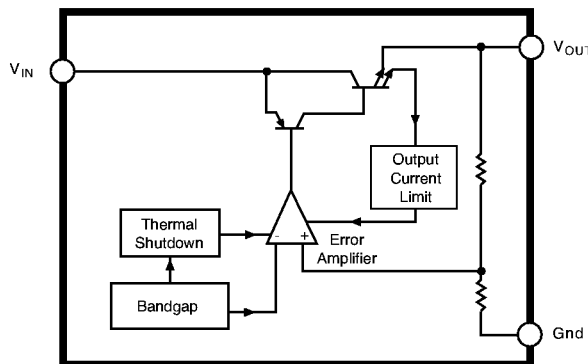 V_OUT
V_IN
Output
Current
Limit
Thermal
Shutdown
- +
Error
Amplifier
Bandgap
Gnd